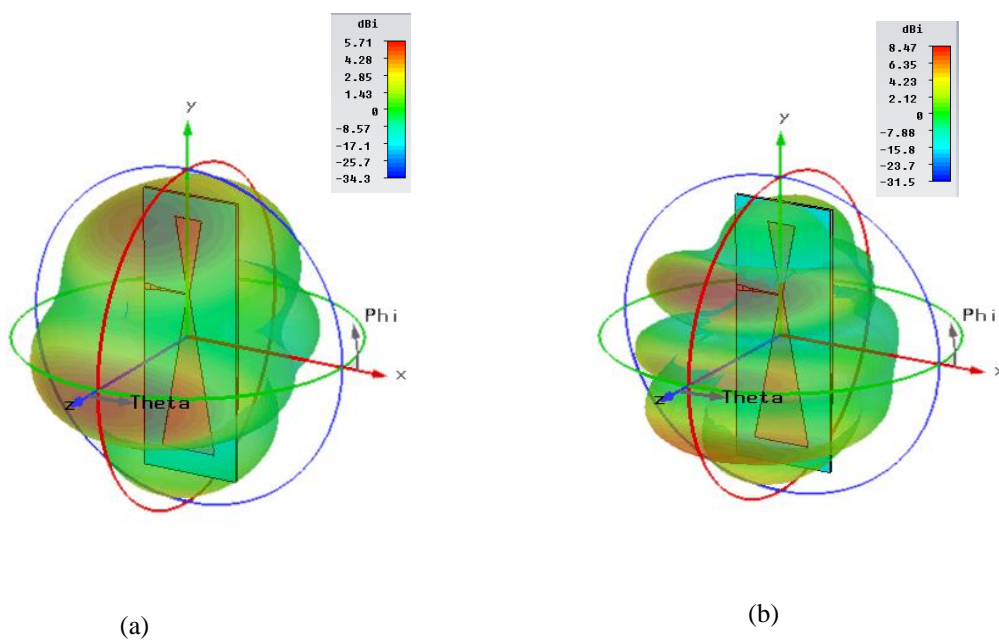 dBi
5.71
4.28
2.85
1.43
0
-8.57
-17.1
-25.7
-34.3
y
Phi
x
z
Theta
(a)
dBi
8.47
6.35
4.23
2.12
0
-7.88
-15.8
-23.7
-31.5
y
Phi
x
z
Theta
(b)